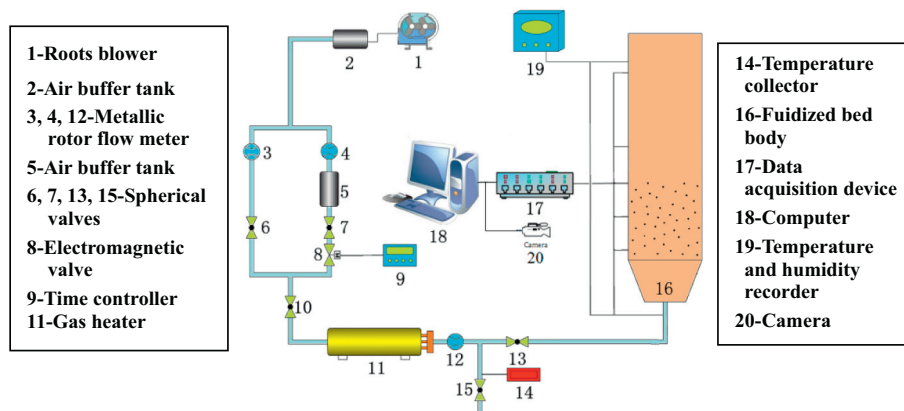 1-Roots blower
2-Air buffer tank
3, 4, 12-Metallic
rotor flow meter
5-Air buffer tank
6, 7, 13, 15-Spherical
valves
8-Electromagnetic
valve
9-Time controller
11-Gas heater
1
2
3
4
5
6
7
8
9
10
11
12
13
14
15
16
17
18
19
Camera
20
14-Temperature
collector
16-Fuidized bed
body
17-Data
acquisition device
18-Computer
19-Temperature
and humidity
recorder
20-Camera